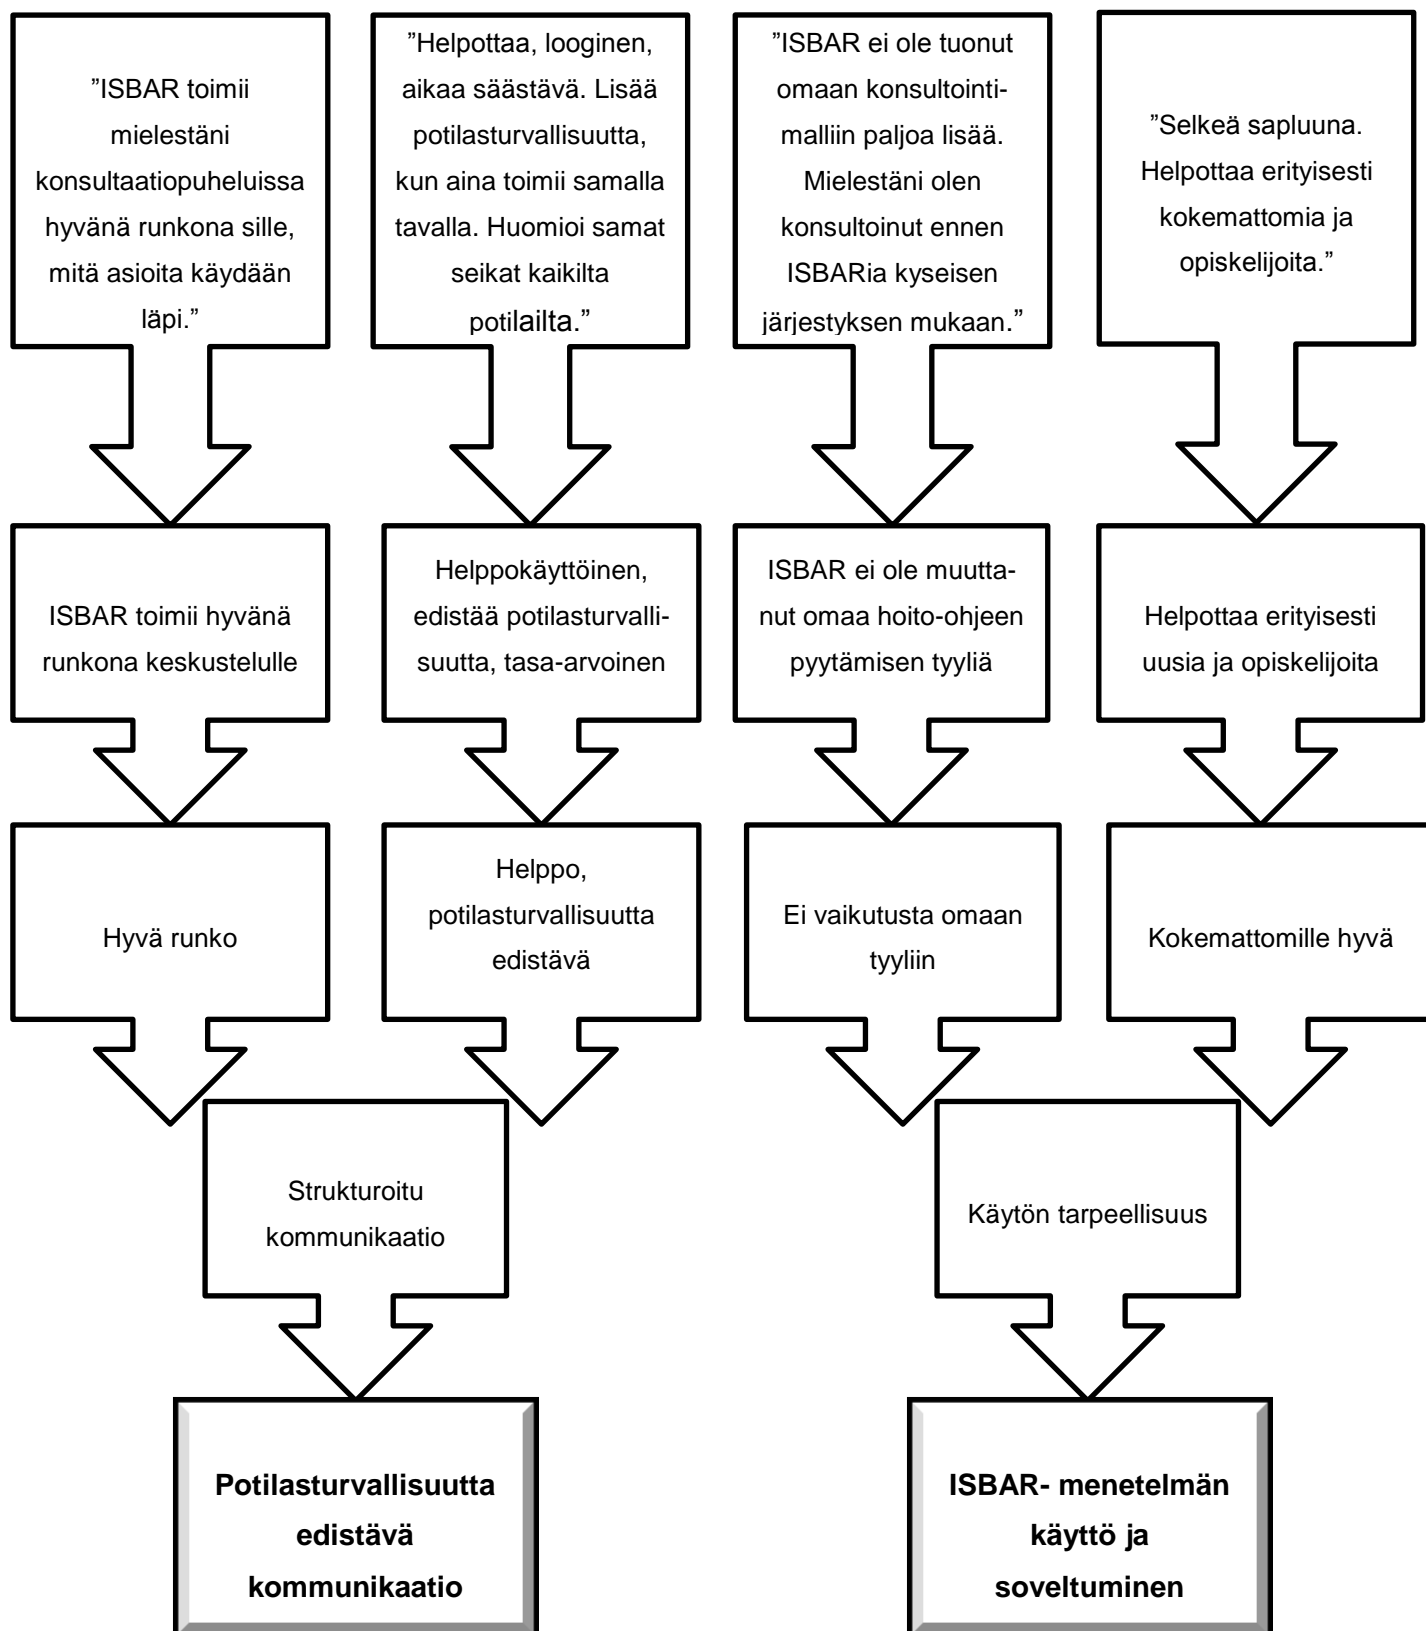 ”ISBAR toimii
mielestäni
konsultaatiopuheluissa
hyvänä runkona sille,
mitä asioita käydään
läpi.”
”Helpottaa, looginen,
aikaa säästävä. Lisää
potilasturvallisuutta,
kun aina toimii samalla
tavalla. Huomioi samat
seikat kaikilta
potilailta.”
”ISBAR ei ole tuonut
omaan konsultointi-
malliin paljoa lisää.
Mielestäni olen
konsultoinut ennen
ISBARia kyseisen
järjestyksen mukaan.”
”Selkeä sapluuna.
Helpottaa erityisesti
kokemattomia ja
opiskelijoita.”
ISBAR toimii hyvänä
runkona keskustelulle
Helppokäyttöinen,
edistää potilasturvalli-
suutta, tasa-arvoinen
ISBAR ei ole muutta-
nut omaa hoito-ohjeen
pyytämisen tyyliä
Helpottaa erityisesti
uusia ja opiskelijoita
Hyvä runko
Helppo,
potilasturvallisuutta
edistävä
Ei vaikutusta omaan
tyyliin
Kokemattomille hyvä
Strukturoitu
kommunikaatio
Käytön tarpeellisuus
Potilasturvallisuutta
edistävä
kommunikaatio
ISBAR- menetelmän
käyttö ja
soveltuminen